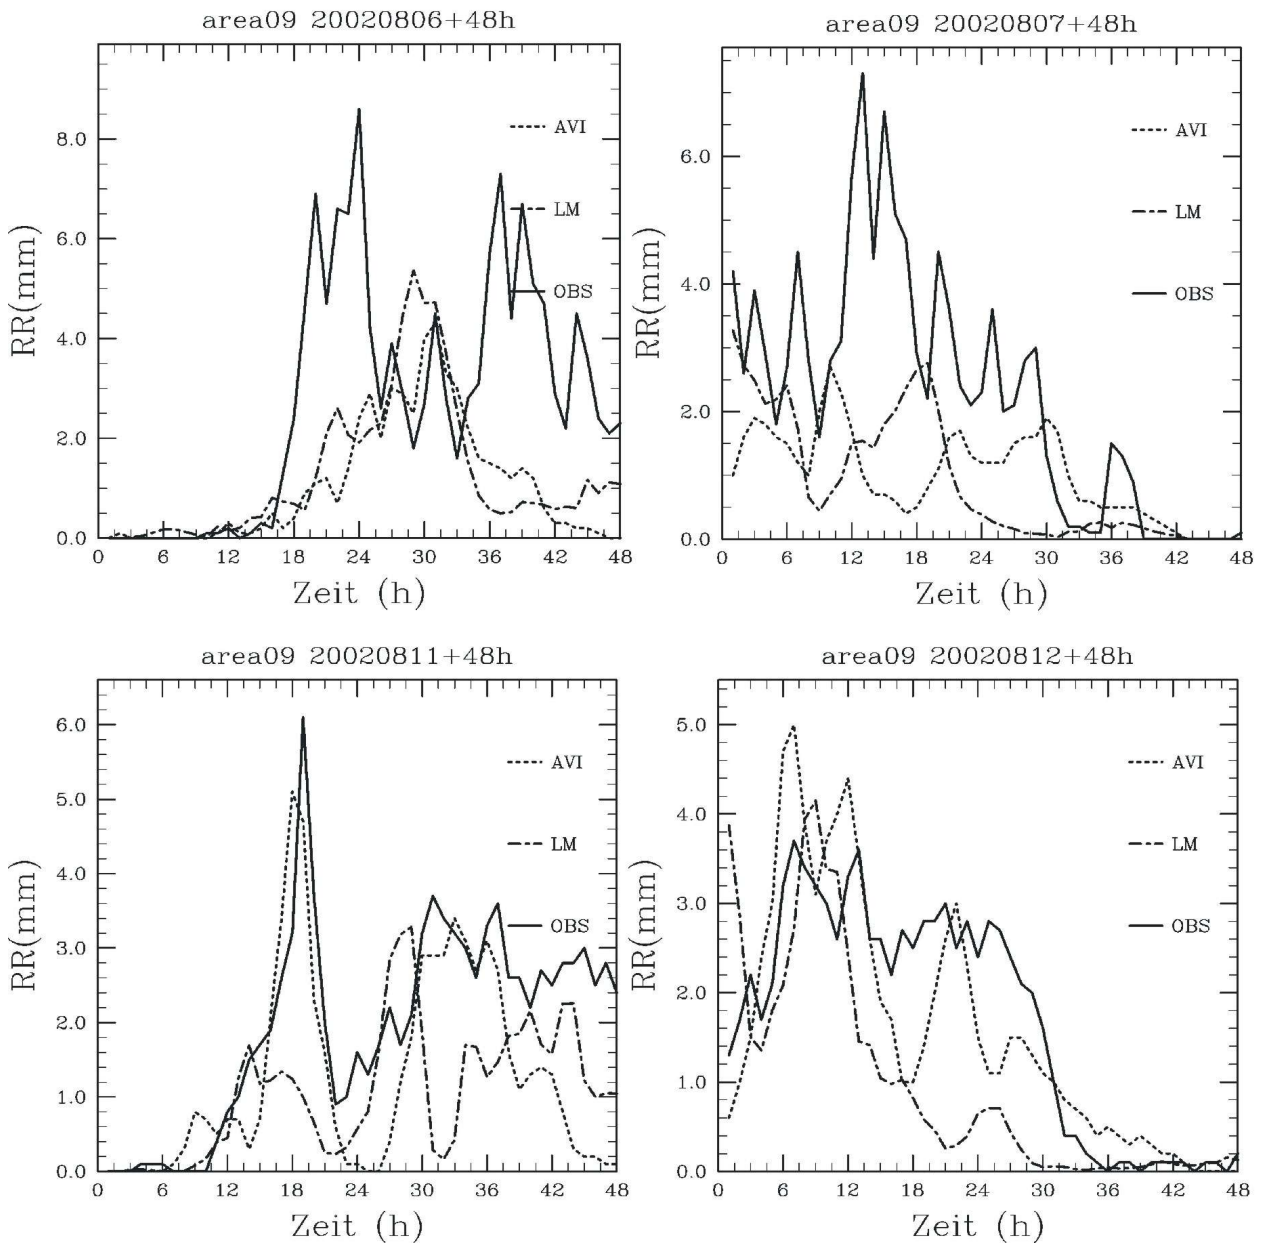 area09 20020806+48h
8.0
6.0
4.0
2.0
0.0
RR(mm)
AVI
LM
OBS
0 6 12 18 24 30 36 42 48
Zeit (h)
area09 20020807+48h
6.0
4.0
2.0
0.0
RR(mm)
AVI
LM
OBS
0 6 12 18 24 30 36 42 48
Zeit (h)
area09 20020811+48h
6.0
5.0
4.0
3.0
2.0
1.0
0.0
RR(mm)
AVI
LM
OBS
0 6 12 18 24 30 36 42 48
Zeit (h)
area09 20020812+48h
5.0
4.0
3.0
2.0
1.0
0.0
RR(mm)
AVI
LM
OBS
0 6 12 18 24 30 36 42 48
Zeit (h)